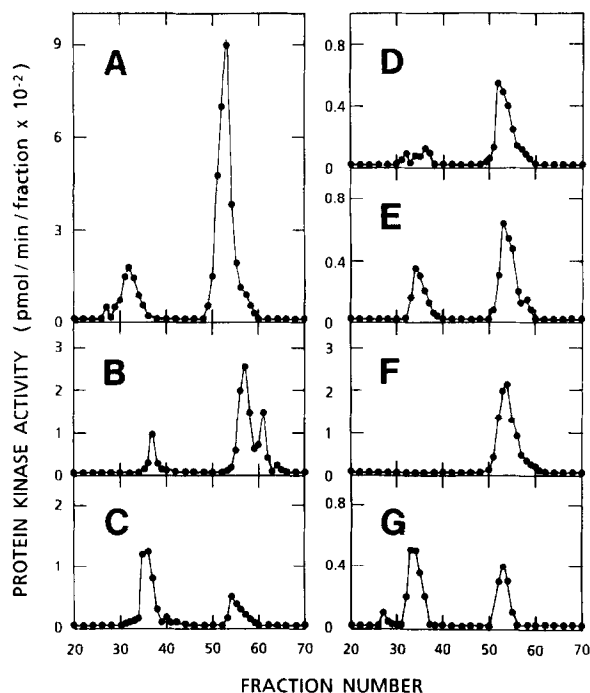 PROTEIN KINASE ACTIVITY (pmol/min/fraction x 10-2)
A
9
6
3
0
B
3
2
1
0
C
2
1
0
20 30 40 50 60 70
D
0.8
0.4
0
E
0.8
0.4
0
F
3
2
1
0
G
0.8
0.4
0
20 30 40 50 60 70
FRACTION NUMBER